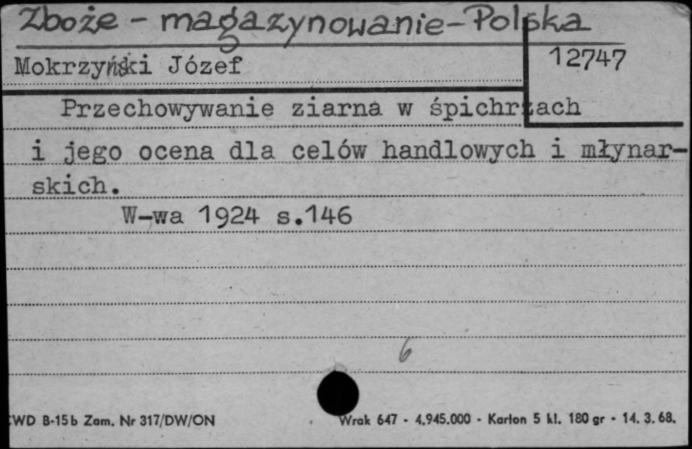 Zboże - magazynowanie - Polska
Mokrzyński Józef
12747
Przechowywanie ziarna w śpichrzach
i jego ocena dla celów handlowych i młynar-
skich.
W-wa 1924 s.146
6
CWD B-15b Zam. Nr 317/DW/ON Wrak 647 - 4.945.000 - Karton 5 kl. 180 gr - 14. 3. 68.